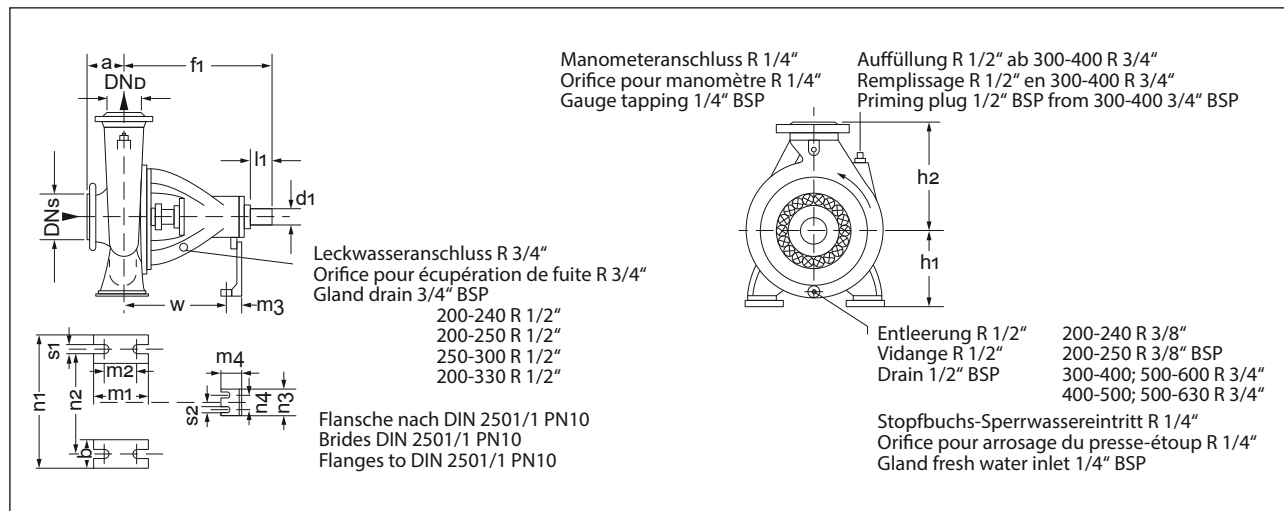 a
f1
DND
l1
d1
DNs
w
m3
s1
m2
m1
n1
n2
b
m4
s2
n4
n3
Leckwasseranschluss R 3/4“
Orifice pour écupération de fuite R 3/4“
Gland drain 3/4“ BSP
200-240 R 1/2“
200-250 R 1/2“
250-300 R 1/2“
200-330 R 1/2“
Flansche nach DIN 2501/1 PN10
Brides DIN 2501/1 PN10
Flanges to DIN 2501/1 PN10
Manometeranschluss R 1/4“
Orifice pour manomètre R 1/4“
Gauge tapping 1/4“ BSP
Auffüllung R 1/2“ ab 300-400 R 3/4“
Remplissage R 1/2“ en 300-400 R 3/4“
Priming plug 1/2“ BSP from 300-400 3/4“ BSP
h2
h1
Entleerung R 1/2“ 200-240 R 3/8“
Vidange R 1/2“ 200-250 R 3/8“ BSP
Drain 1/2“ BSP 300-400; 500-600 R 3/4“
400-500; 500-630 R 3/4“
Stopfbuchs-Sperrwassereintritt R 1/4“
Orifice pour arrosage du presse-étoup R 1/4“
Gland fresh water inlet 1/4“ BSP